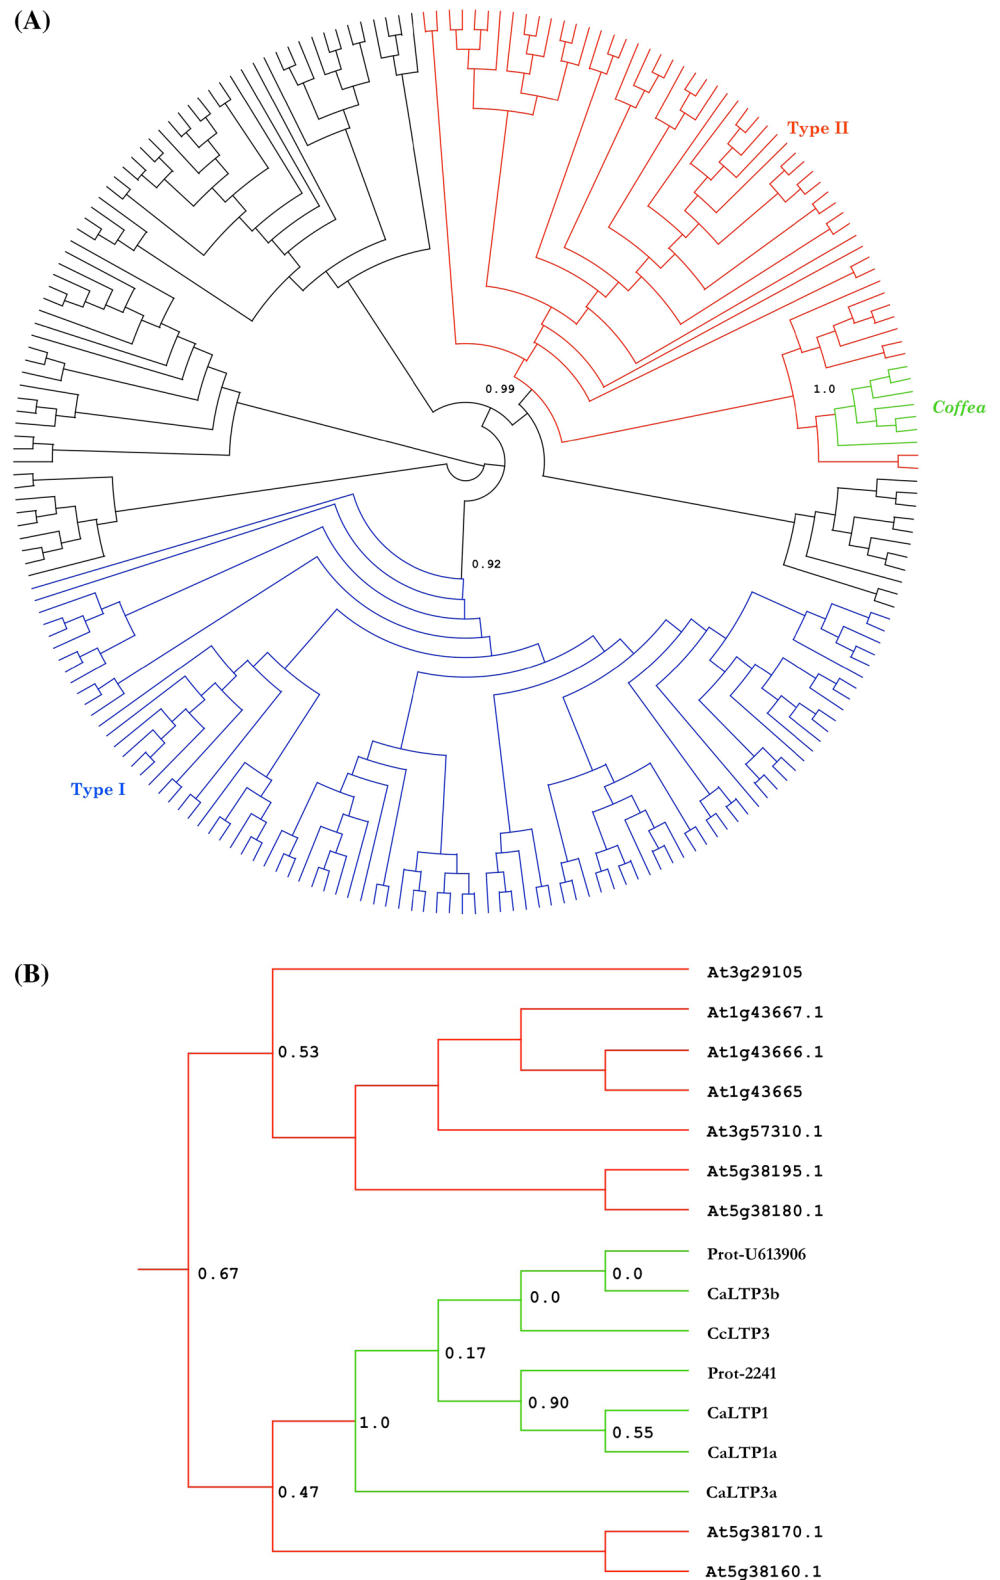 (A)
Type II
0.99
1.0
Coffea
0.92
Type I
(B)
At3g29105
At1g43667.1
0.53
At1g43666.1
At1g43665
At3g57310.1
At5g38195.1
At5g38180.1
Prot-U613906
0.67
0.0
CaLTP3b
0.0
CcLTP3
0.17
Prot-2241
0.90
CaLTP1
1.0
0.55
CaLTP1a
0.47
CaLTP3a
At5g38170.1
At5g38160.1